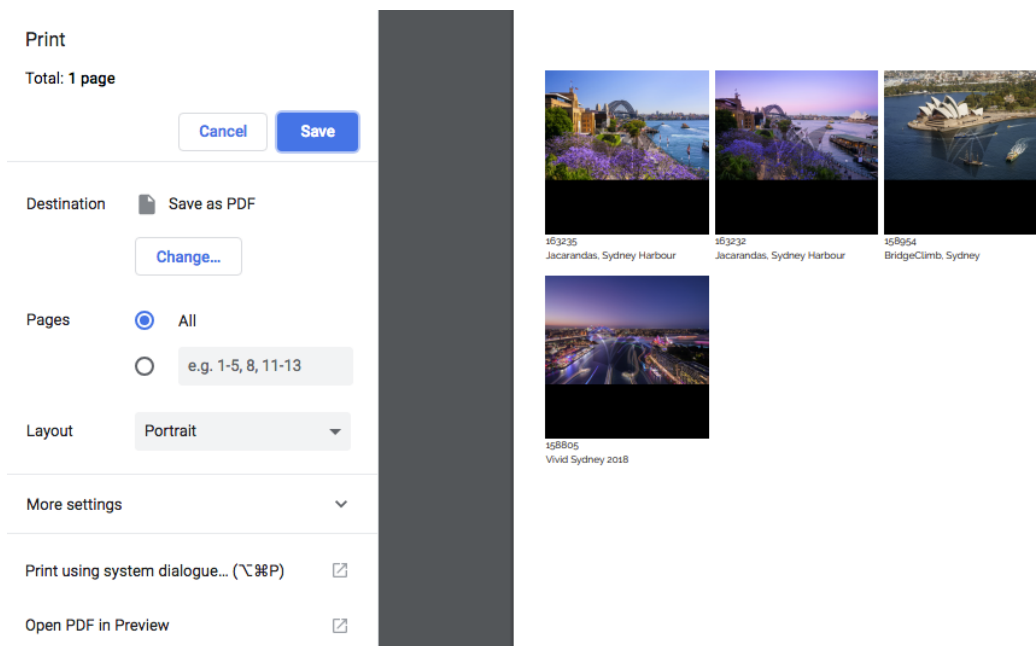 Print
Total: 1 page
Cancel Save
Destination Save as PDF
Change...
Pages All
e.g. 1-5, 8, 11-13
Layout Portrait
More settings
Print using system dialogue... (⌥⌘P)
Open PDF in Preview
163235
Jacarandas, Sydney Harbour
163232
Jacarandas, Sydney Harbour
158954
BridgeClimb, Sydney
158805
Vivid Sydney 2018